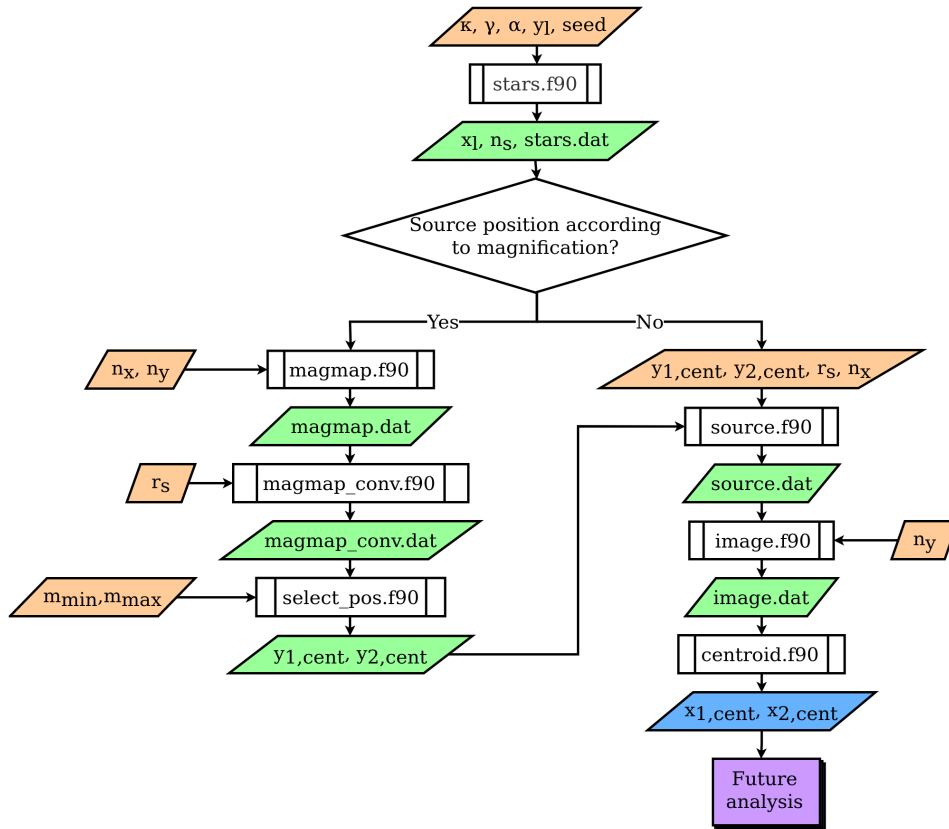 κ, γ, α, yl, seed
stars.f90
xl, ns, stars.dat
Source position according
to magnification?
Yes
No
nx, ny
magmap.f90
magmap.dat
rs
magmap_conv.f90
magmap_conv.dat
mmin,mmax
select_pos.f90
y1,cent, y2,cent
y1,cent, y2,cent, rs, nx
source.f90
source.dat
image.f90
ny
image.dat
centroid.f90
x1,cent, x2,cent
Future
analysis